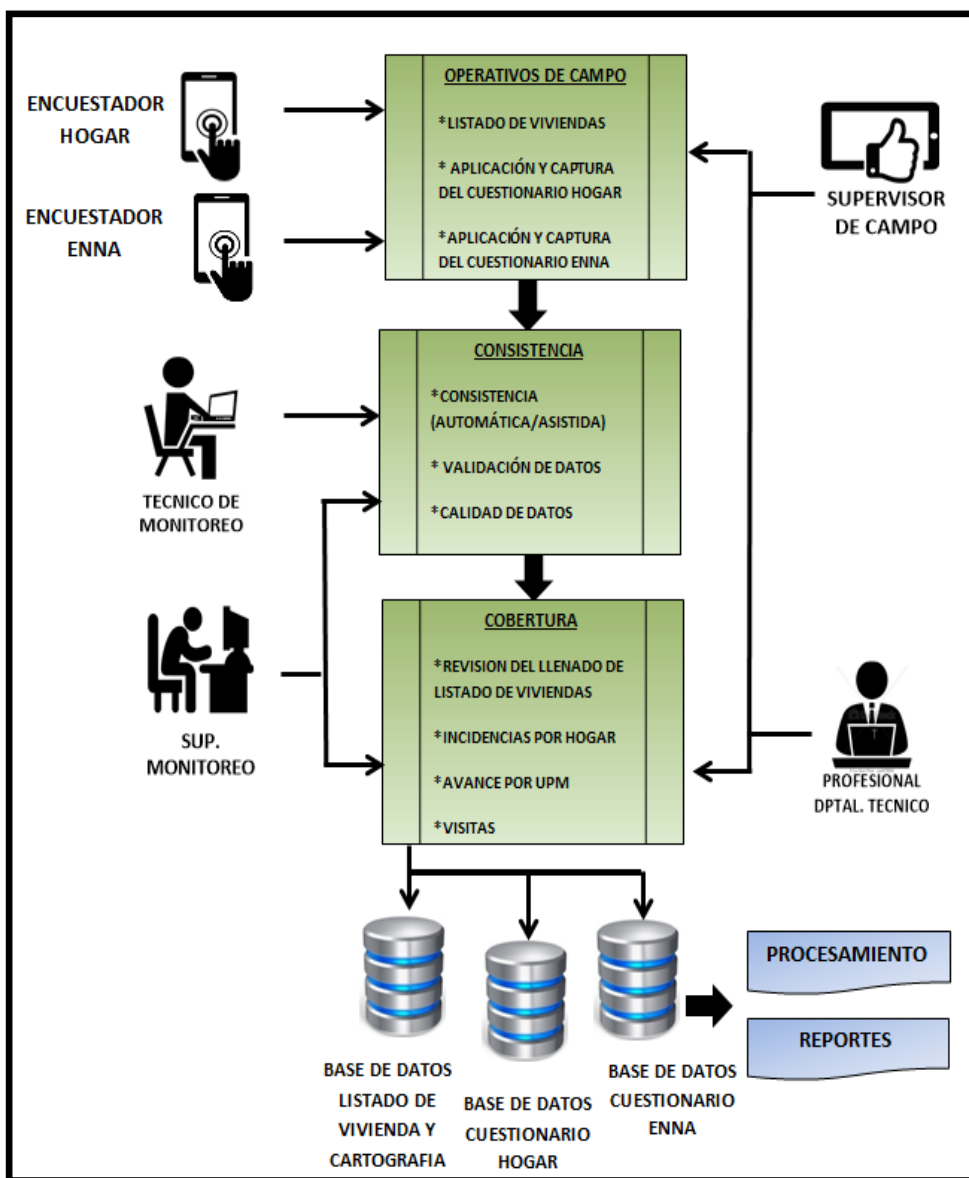 ENCUESTADOR
HOGAR
ENCUESTADOR
ENNA
OPERATIVOS DE CAMPO
*LISTADO DE VIVIENDAS
* APLICACIÓN Y CAPTURA
DEL CUESTIONARIO HOGAR
*APLICACIÓN Y CAPTURA
DEL CUESTIONARIO ENNA
SUPERVISOR
DE CAMPO
CONSISTENCIA
*CONSISTENCIA
(AUTOMÁTICA/ASISTIDA)
* VALIDACIÓN DE DATOS
*CALIDAD DE DATOS
TECNICO DE
MONITOREO
COBERTURA
*REVISION DEL LLENADO DE
LISTADO DE VIVIENDAS
*INCIDENCIAS POR HOGAR
*AVANCE POR UPM
*VISITAS
SUP.
MONITOREO
PROFESIONAL
DPTAL. TECNICO
BASE DE DATOS
LISTADO DE
VIVIENDA Y
CARTOGRAFIA
BASE DE DATOS
CUESTIONARIO
HOGAR
BASE DE DATOS
CUESTIONARIO
ENNA
PROCESAMIENTO
REPORTES